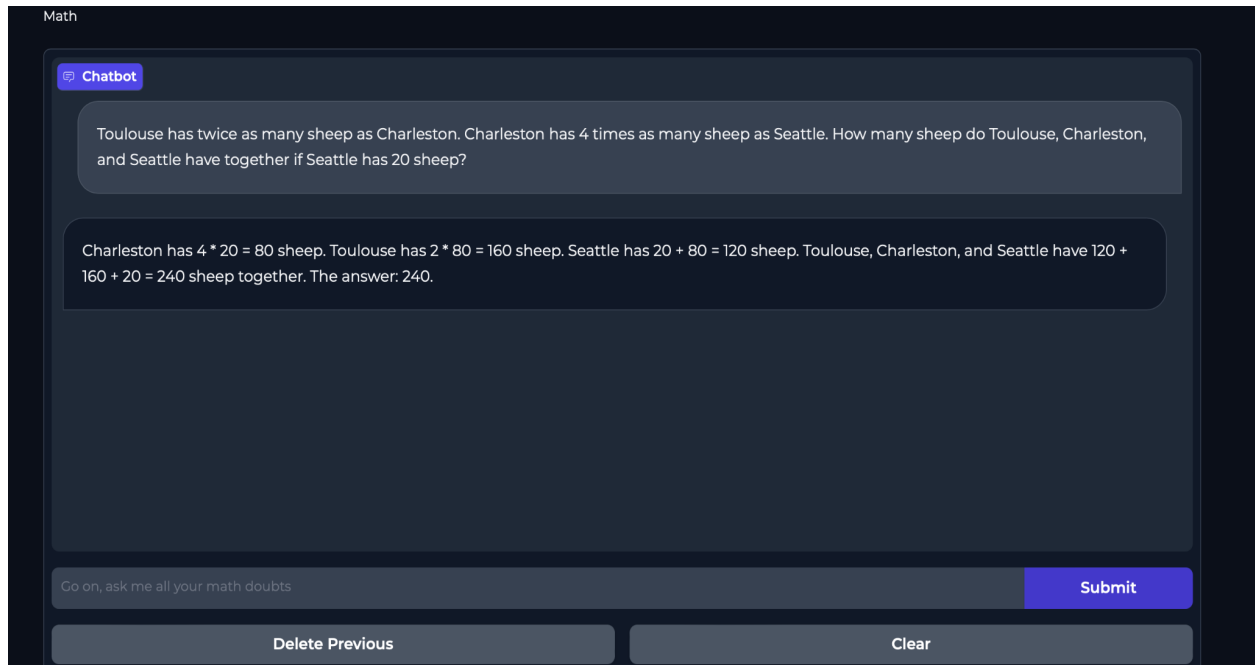 Math
Chatbot
Toulouse has twice as many sheep as Charleston. Charleston has 4 times as many sheep as Seattle. How many sheep do Toulouse, Charleston,
and Seattle have together if Seattle has 20 sheep?
Charleston has 4 * 20 = 80 sheep. Toulouse has 2 * 80 = 160 sheep. Seattle has 20 + 80 = 120 sheep. Toulouse, Charleston, and Seattle have 120 +
160 + 20 = 240 sheep together. The answer: 240.
Go on, ask me all your math doubts
Submit
Delete Previous
Clear